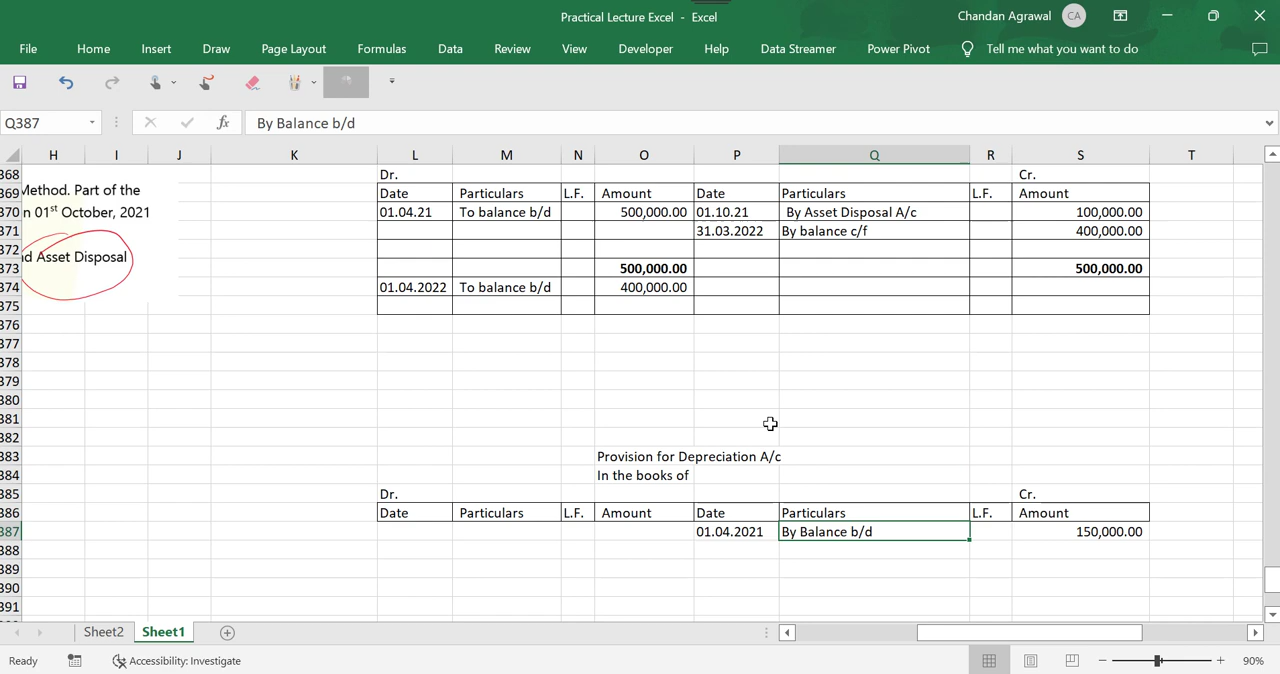 Practical Lecture Excel - Excel
Chandan Agrawal CA
File Home Insert Draw Page Layout Formulas Data Review View Developer Help Data Streamer Power Pivot Tell me what you want to do
Q387 fx By Balance b/d
H I J K L M N O P Q R S T
368 Dr. Cr.
369 Method. Part of the Date Particulars L.F. Amount Date Particulars L.F. Amount
370 n 01st October, 2021 01.04.21 To balance b/d 500,000.00 01.10.21 By Asset Disposal A/c 100,000.00
371 31.03.2022 By balance c/f 400,000.00
372
d Asset Disposal
373 500,000.00 500,000.00
374 01.04.2022 To balance b/d 400,000.00
375
376
377
378
379
380
381
382
383 Provision for Depreciation A/c
384 In the books of
385 Dr. Cr.
386 Date Particulars L.F. Amount Date Particulars L.F. Amount
387 01.04.2021 By Balance b/d 150,000.00
388
389
390
391
Sheet2 Sheet1
Ready Accessibility: Investigate 90%